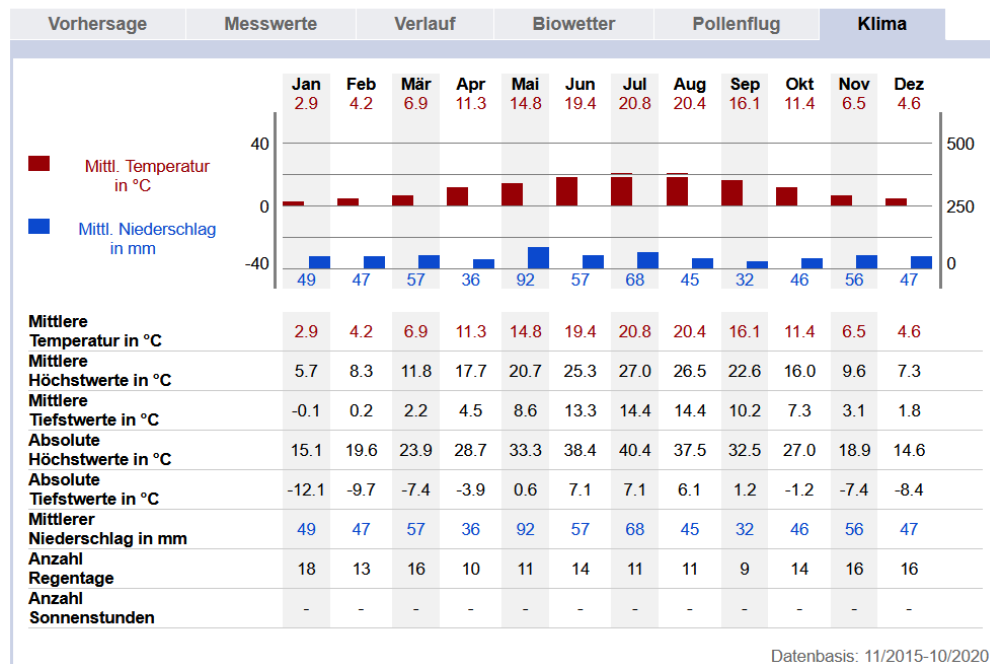 Vorhersage Messwerte Verlauf Biowetter Pollenflug Klima
Jan Feb Mär Apr Mai Jun Jul Aug Sep Okt Nov Dez
2.9 4.2 6.9 11.3 14.8 19.4 20.8 20.4 16.1 11.4 6.5 4.6
40 500
Mittl. Temperatur
in °C
0 250
Mittl. Niederschlag
in mm
-40 0
49 47 57 36 92 57 68 45 32 46 56 47
Mittlere
Temperatur in °C 2.9 4.2 6.9 11.3 14.8 19.4 20.8 20.4 16.1 11.4 6.5 4.6
Mittlere
Höchstwerte in °C 5.7 8.3 11.8 17.7 20.7 25.3 27.0 26.5 22.6 16.0 9.6 7.3
Mittlere
Tiefstwerte in °C -0.1 0.2 2.2 4.5 8.6 13.3 14.4 14.4 10.2 7.3 3.1 1.8
Absolute
Höchstwerte in °C 15.1 19.6 23.9 28.7 33.3 38.4 40.4 37.5 32.5 27.0 18.9 14.6
Absolute
Tiefstwerte in °C -12.1 -9.7 -7.4 -3.9 0.6 7.1 7.1 6.1 1.2 -1.2 -7.4 -8.4
Mittlerer
Niederschlag in mm 49 47 57 36 92 57 68 45 32 46 56 47
Anzahl
Regentage 18 13 16 10 11 14 11 11 9 14 16 16
Anzahl
Sonnenstunden - - - - - - - - - - - -
Datenbasis: 11/2015-10/2020